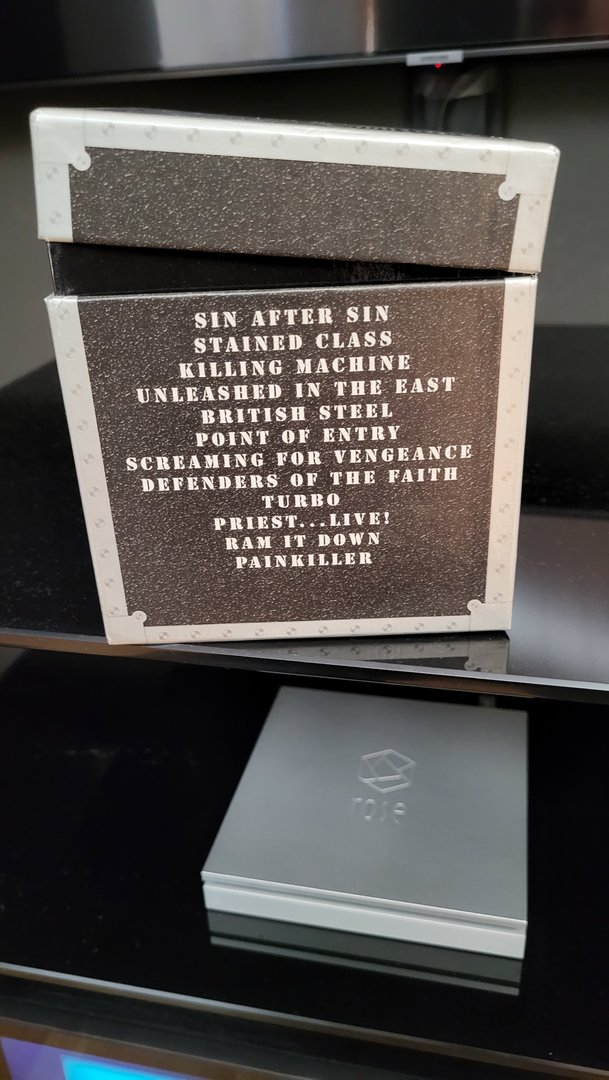 SIN AFTER SIN
STAINED CLASS
KILLING MACHINE
UNLEASHED IN THE EAST
BRITISH STEEL
POINT OF ENTRY
SCREAMING FOR VENGEANCE
DEFENDERS OF THE FAITH
TURBO
PRIEST...LIVE!
RAM IT DOWN
PAINKILLER
rose